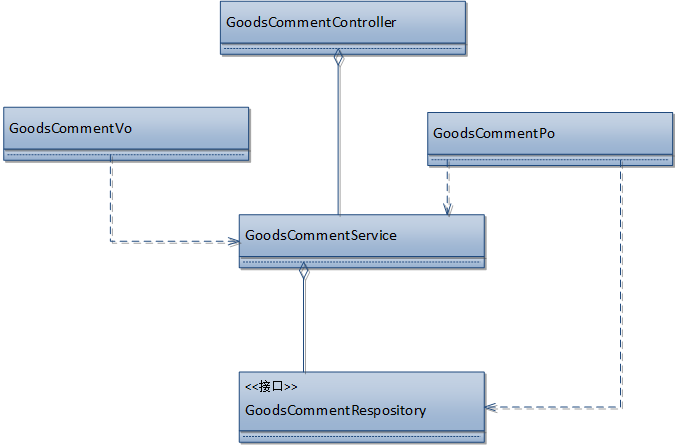 GoodsCommentController
GoodsCommentVo
GoodsCommentPo
GoodsCommentService
<<接口>>
GoodsCommentRespository